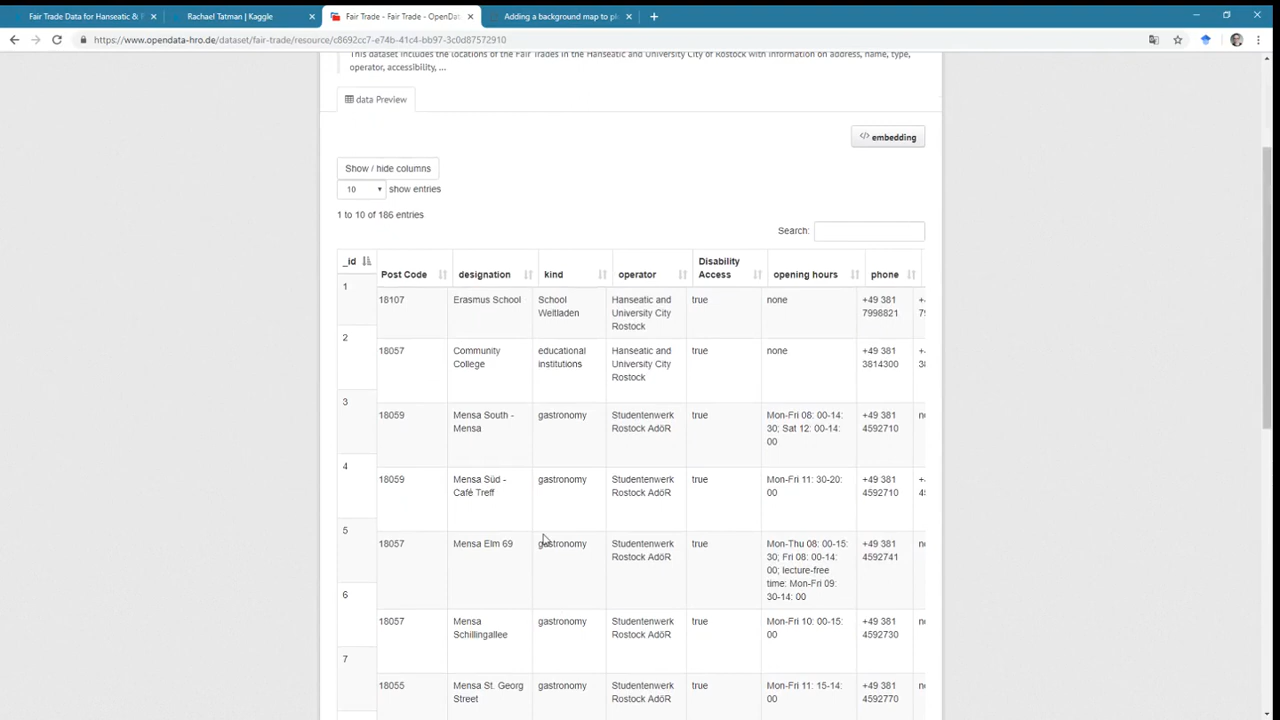 Fair Trade Data for Hanseatic &
Rachael Tatman | Kaggle
Fair Trade - Fair Trade - OpenDa
Adding a background map to pl
https://www.opendata-hro.de/dataset/fair-trade/resource/c8692cc7-e74b-41c4-bb97-3c0d87572910
This dataset includes the locations of the Fair Trades in the Hanseatic and University City of Rostock with information on address, name, type,
operator, accessibility, ...
data Preview
</> embedding
Show / hide columns
10 show entries
1 to 10 of 186 entries
Search:
_id Post Code designation kind operator Disability Access opening hours phone
1 18107 Erasmus School School Weltladen Hanseatic and University City Rostock true none +49 381 7998821
2 18057 Community College educational institutions Hanseatic and University City Rostock true none +49 381 3814300
3 18059 Mensa South - Mensa gastronomy Studentenwerk Rostock AdöR true Mon-Fri 08: 00-14: 30; Sat 12: 00-14: 00 +49 381 4592710
4 18059 Mensa Süd - Café Treff gastronomy Studentenwerk Rostock AdöR true Mon-Fri 11: 30-20: 00 +49 381 4592710
5 18057 Mensa Elm 69 gastronomy Studentenwerk Rostock AdöR true Mon-Thu 08: 00-15: 30; Fri 08: 00-14: 00; lecture-free time: Mon-Fri 09: 30-14: 00 +49 381 4592741
6 18057 Mensa Schillingallee gastronomy Studentenwerk Rostock AdöR true Mon-Fri 10: 00-15: 00 +49 381 4592730
7 18055 Mensa St. Georg Street gastronomy Studentenwerk Rostock AdöR true Mon-Fri 11: 15-14: 00 +49 381 4592770